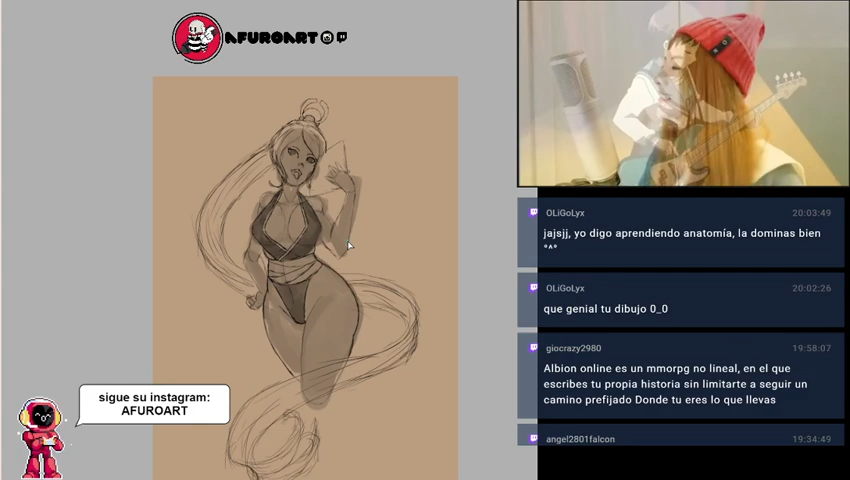 AFUROART
sigue su instagram:
AFUROART
OLiGoLyx 20:03:49
jajsjj, yo digo aprendiendo anatomía, la dominas bien
°^°
OLiGoLyx 20:02:26
que genial tu dibujo 0_0
giocrazy2980 19:58:07
Albion online es un mmorpg no lineal, en el que
escribes tu propia historia sin limitarte a seguir un
camino prefijado Donde tu eres lo que llevas
angel2801falcon 19:34:49